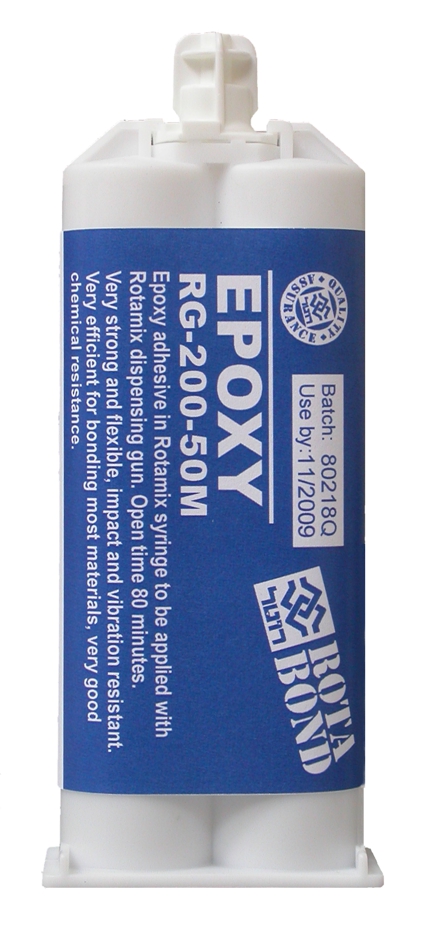 QUALITY ASSURANCE
רוטל
Batch: 80218Q
Use by:11/2009
ROTA
BOND
רוטל
EPOXY
RG-200-50M
Epoxy adhesive in Rotamix syringe to be applied with
Rotamix dispensing gun. Open time 80 minutes.
Very strong and flexible, impact and vibration resistant.
Very efficient for bonding most materials, very good
chemical resistance.